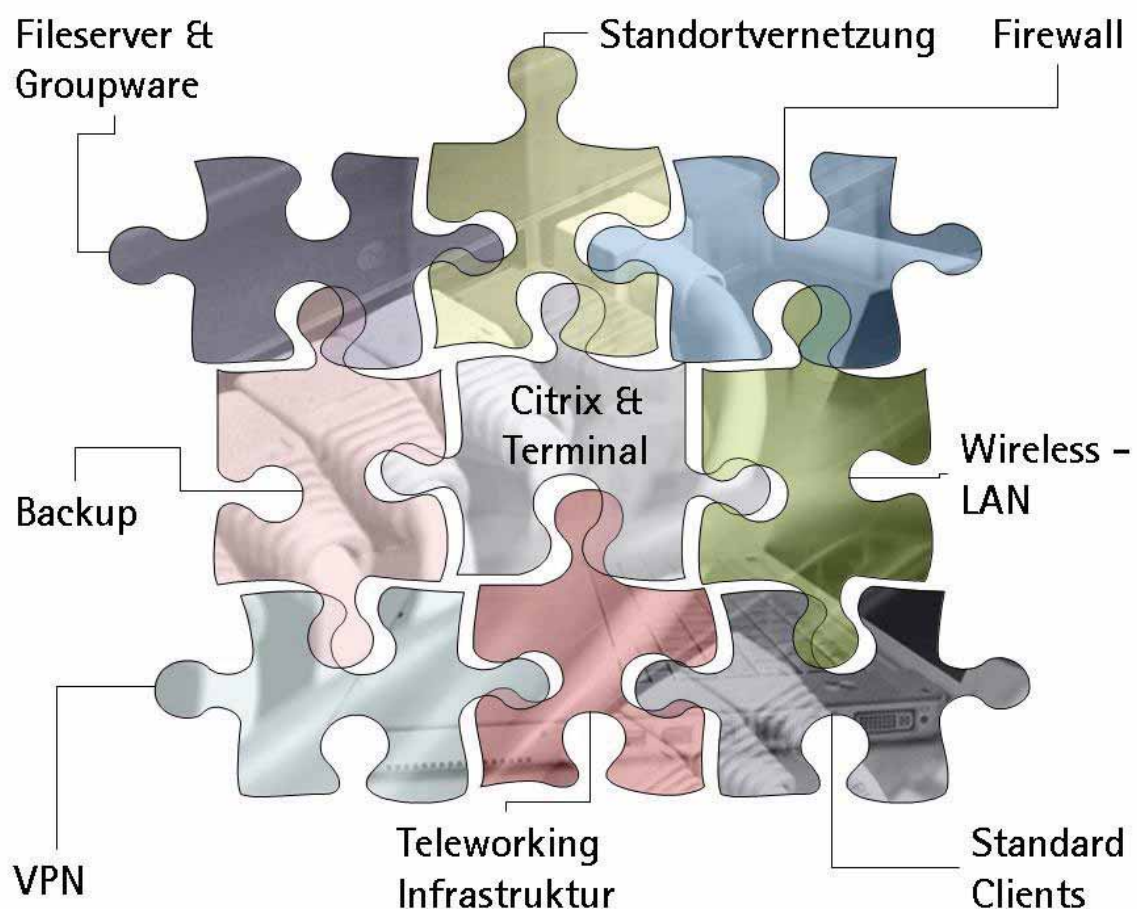 Fileserver &
Groupware
Standortvernetzung
Firewall
Citrix &
Terminal
Wireless -
LAN
Backup
VPN
Teleworking
Infrastruktur
Standard
Clients